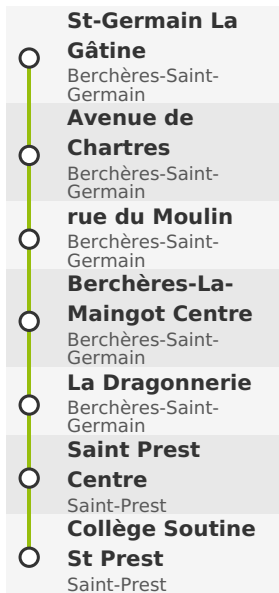 St-Germain La
Gâtine
Berchères-Saint-
Germain
Avenue de
Chartres
Berchères-Saint-
Germain
rue du Moulin
Berchères-Saint-
Germain
Berchères-La-
Maingot Centre
Berchères-Saint-
Germain
La Dragonnerie
Berchères-Saint-
Germain
Saint Prest
Centre
Saint-Prest
Collège Soutine
St Prest
Saint-Prest